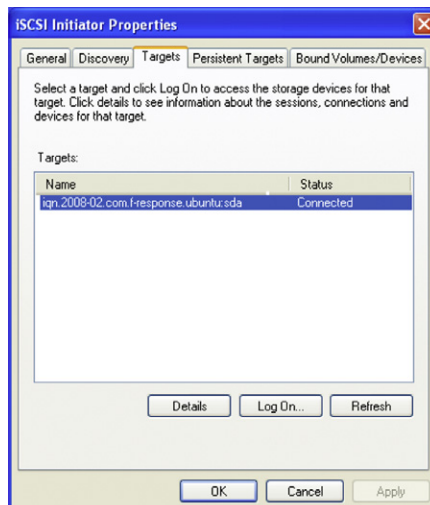 iSCSI Initiator Properties
General Discovery Targets Persistent Targets Bound Volumes/Devices
Select a target and click Log On to access the storage devices for that
target. Click details to see information about the sessions, connections and
devices for that target.
Targets:
Name Status
iqn.2008-02.com.f-response.ubuntu:sda Connected
Details Log On... Refresh
OK Cancel Apply